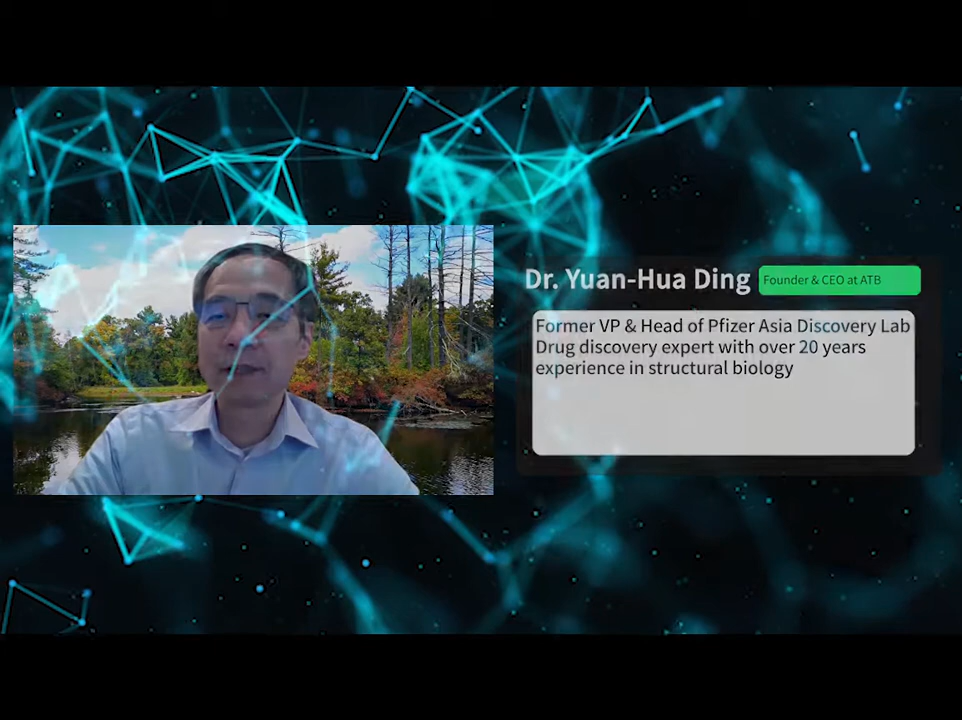 Dr. Yuan-Hua Ding
Founder & CEO at ATB
Former VP & Head of Pfizer Asia Discovery Lab
Drug discovery expert with over 20 years
experience in structural biology